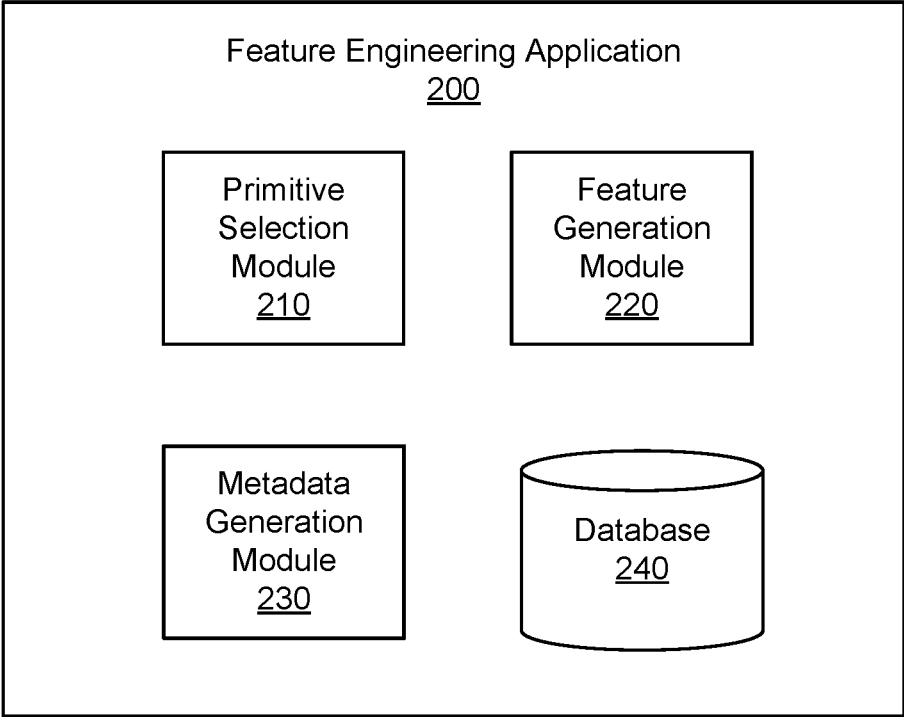 Feature Engineering Application
200
Primitive
Selection
Module
210
Feature
Generation
Module
220
Metadata
Generation
Module
230
Database
240